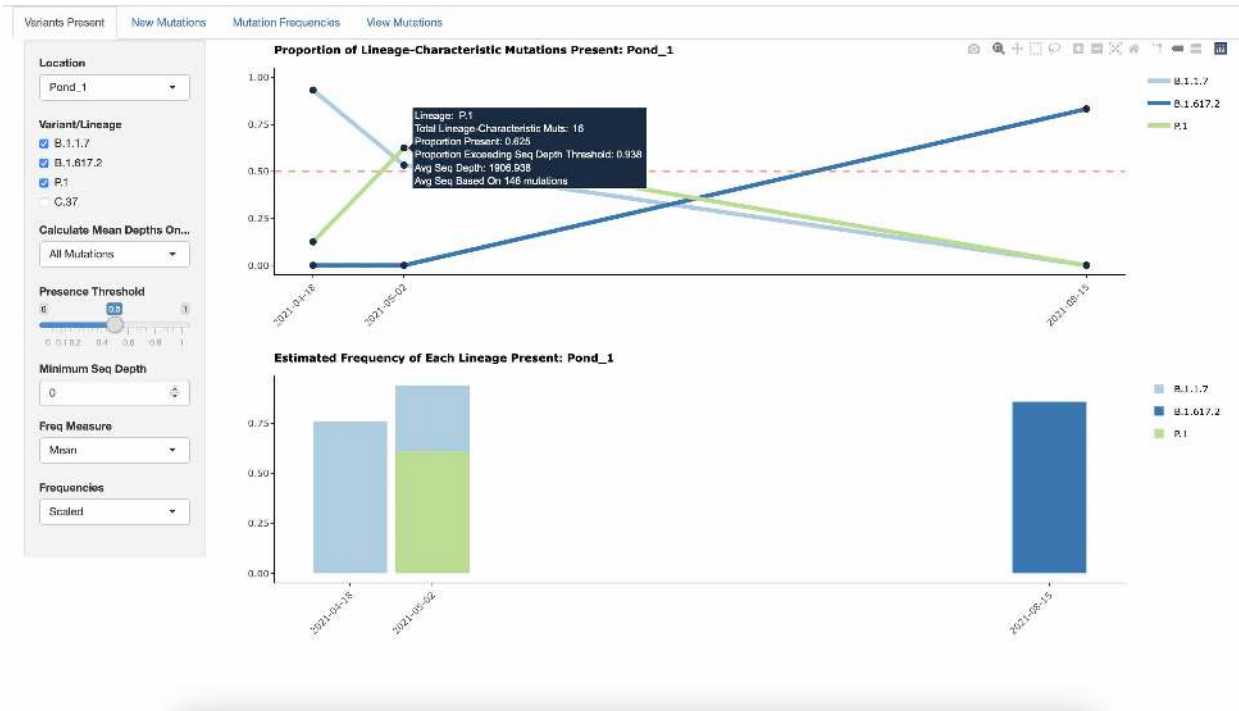 Variants Present New Mutations Mutation Frequencies View Mutations
Location
Pond_1
Variant/Lineage
B.1.1.7
B.1.617.2
P.1
C.37
Calculate Mean Depths On...
All Mutations
Presence Threshold
0.5 1
Minimum Seq Depth
0
Freq Measure
Mean
Frequencies
Scaled
Proportion of Lineage-Characteristic Mutations Present: Pond_1
1.00
0.75
0.50
0.25
0.00
Lineage: P.1
Total Lineage-Characteristic Muts: 16
Proportion Present: 0.625
Proportion Exceeding Seq Depth Threshold: 0.938
Avg Seq Depth: 1906.938
Avg Seq Based On 146 mutations
2021-04-18
2021-05-02
2021-08-15
B.1.1.7
B.1.617.2
P.1
Estimated Frequency of Each Lineage Present: Pond_1
0.75
0.50
0.25
0.00
2021-04-18
2021-05-02
2021-08-15
B.1.1.7
B.1.617.2
P.1